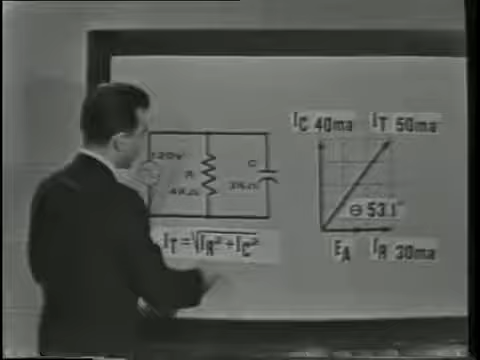 IC 40ma
IT 50ma
120V
R
4KΩ
C
3KΩ
θ 53.1°
IT = √IR² + IC²
EA
IR 30ma